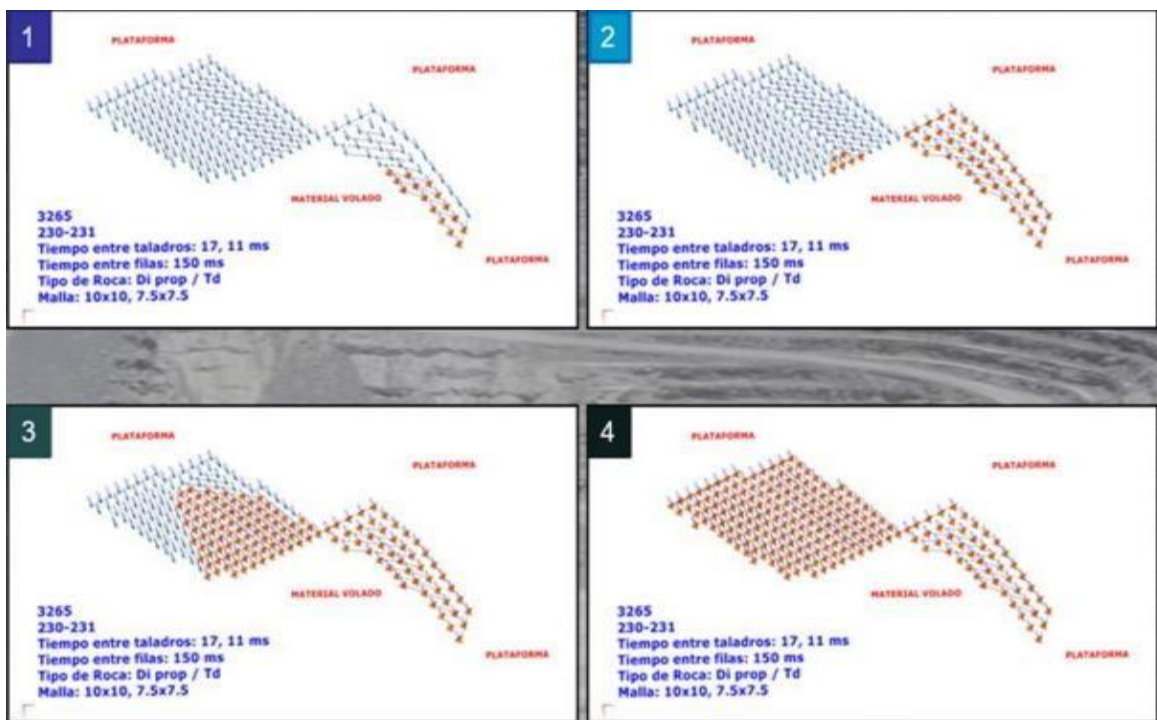 1
PLATAFORMA
PLATAFORMA
MATERIAL VOLADO
3265
230-231
Tiempo entre taladros: 17, 11 ms
Tiempo entre filas: 150 ms
PLATAFORMA
Tipo de Roca: Di prop / Td
Malla: 10x10, 7.5x7.5
2
PLATAFORMA
PLATAFORMA
MATERIAL VOLADO
3265
230-231
Tiempo entre taladros: 17, 11 ms
Tiempo entre filas: 150 ms
PLATAFORMA
Tipo de Roca: Di prop / Td
Malla: 10x10, 7.5x7.5
3
PLATAFORMA
PLATAFORMA
MATERIAL VOLADO
3265
230-231
Tiempo entre taladros: 17, 11 ms
Tiempo entre filas: 150 ms
PLATAFORMA
Tipo de Roca: Di prop / Td
Malla: 10x10, 7.5x7.5
4
PLATAFORMA
PLATAFORMA
MATERIAL VOLADO
3265
230-231
Tiempo entre taladros: 17, 11 ms
Tiempo entre filas: 150 ms
PLATAFORMA
Tipo de Roca: Di prop / Td
Malla: 10x10, 7.5x7.5